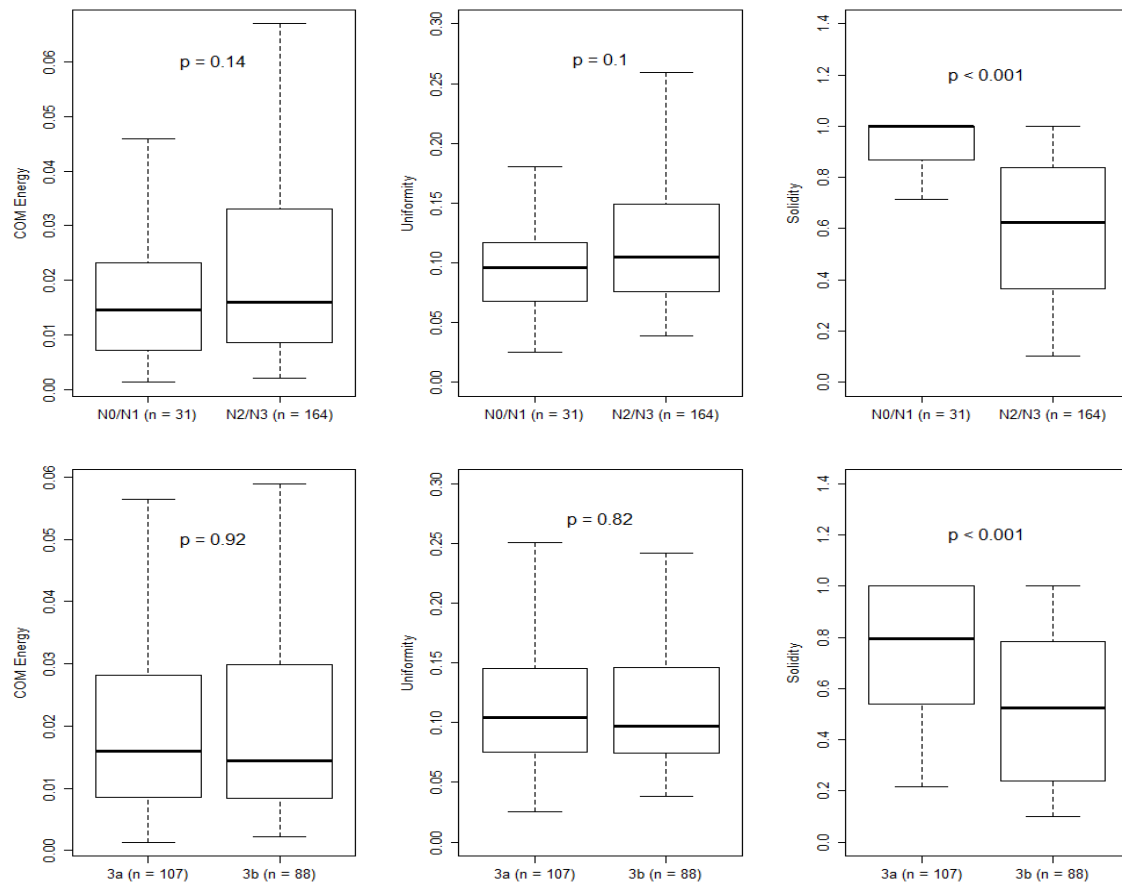 p = 0.14
COM Energy
0.00 0.01 0.02 0.03 0.04 0.05 0.06
N0/N1 (n = 31) N2/N3 (n = 164)
p = 0.1
Uniformity
0.00 0.05 0.10 0.15 0.20 0.25 0.30
N0/N1 (n = 31) N2/N3 (n = 164)
p < 0.001
Solidity
0.0 0.2 0.4 0.6 0.8 1.0 1.2 1.4
N0/N1 (n = 31) N2/N3 (n = 164)
p = 0.92
COM Energy
0.00 0.01 0.02 0.03 0.04 0.05 0.06
3a (n = 107) 3b (n = 88)
p = 0.82
Uniformity
0.00 0.05 0.10 0.15 0.20 0.25 0.30
3a (n = 107) 3b (n = 88)
p < 0.001
Solidity
0.0 0.2 0.4 0.6 0.8 1.0 1.2 1.4
3a (n = 107) 3b (n = 88)